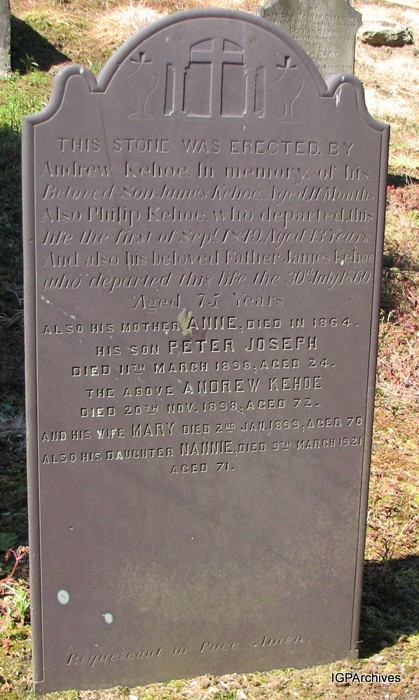 THIS STONE WAS ERECTED BY
Andrew Kehoe, In memory of his
Beloved Son James Kehoe, Aged 11 Months
Also Philip Kehoe, who departed this
life the first of Sept. 1849, Aged 13 Years.
And also his beloved Father James Kehoe
who departed this life the 30th July 1860
Aged 75 Years
ALSO HIS MOTHER ANNIE, DIED IN 1864.
HIS SON PETER JOSEPH
DIED 11TH MARCH 1898, AGED 24.
THE ABOVE ANDREW KEHOE
DIED 20TH NOV. 1898, AGED 72.
AND HIS WIFE MARY DIED 2ND JAN. 1899, AGED 70
ALSO HIS DAUGHTER NANNIE, DIED 9TH MARCH 1921
AGED 71.
Requiescant in Pace Amen.
IGPArchives